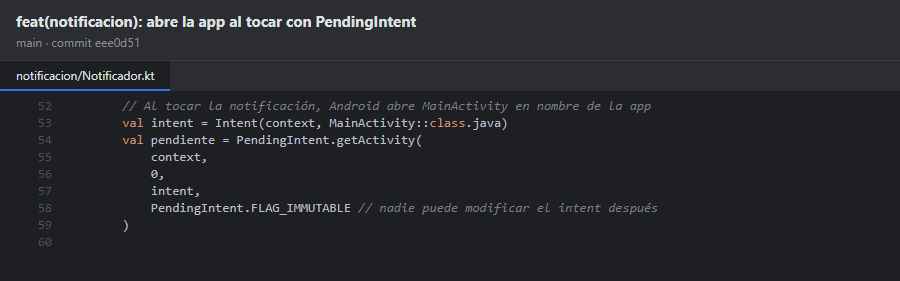 feat(notificacion): abre la app al tocar con PendingIntent
main · commit eee0d51
notificacion/Notificador.kt
52 // Al tocar la notificación, Android abre MainActivity en nombre de la app
53 val intent = Intent(context, MainActivity::class.java)
54 val pendiente = PendingIntent.getActivity(
55 context,
56 0,
57 intent,
58 PendingIntent.FLAG_IMMUTABLE // nadie puede modificar el intent después
59 )
60